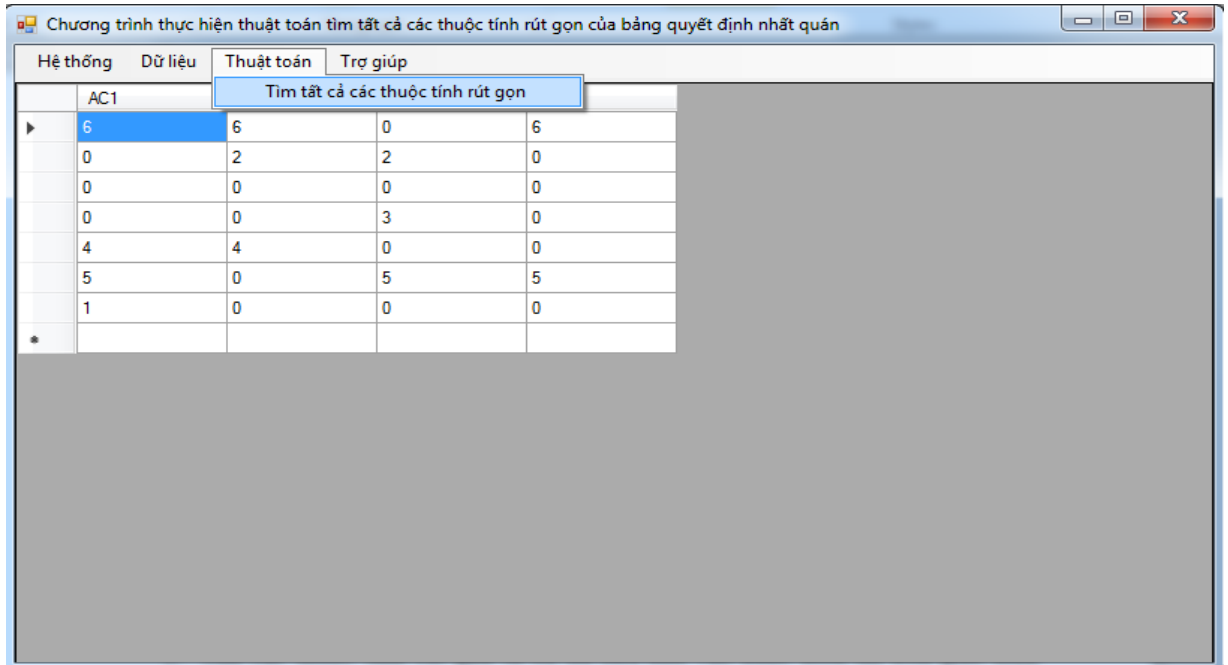 Chương trình thực hiện thuật toán tìm tất cả các thuộc tính rút gọn của bảng quyết định nhất quán
Hệ thống Dữ liệu Thuật toán Trợ giúp
Tìm tất cả các thuộc tính rút gọn
AC1
6 6 0 6
0 2 2 0
0 0 0 0
0 0 3 0
4 4 0 0
5 0 5 5
1 0 0 0